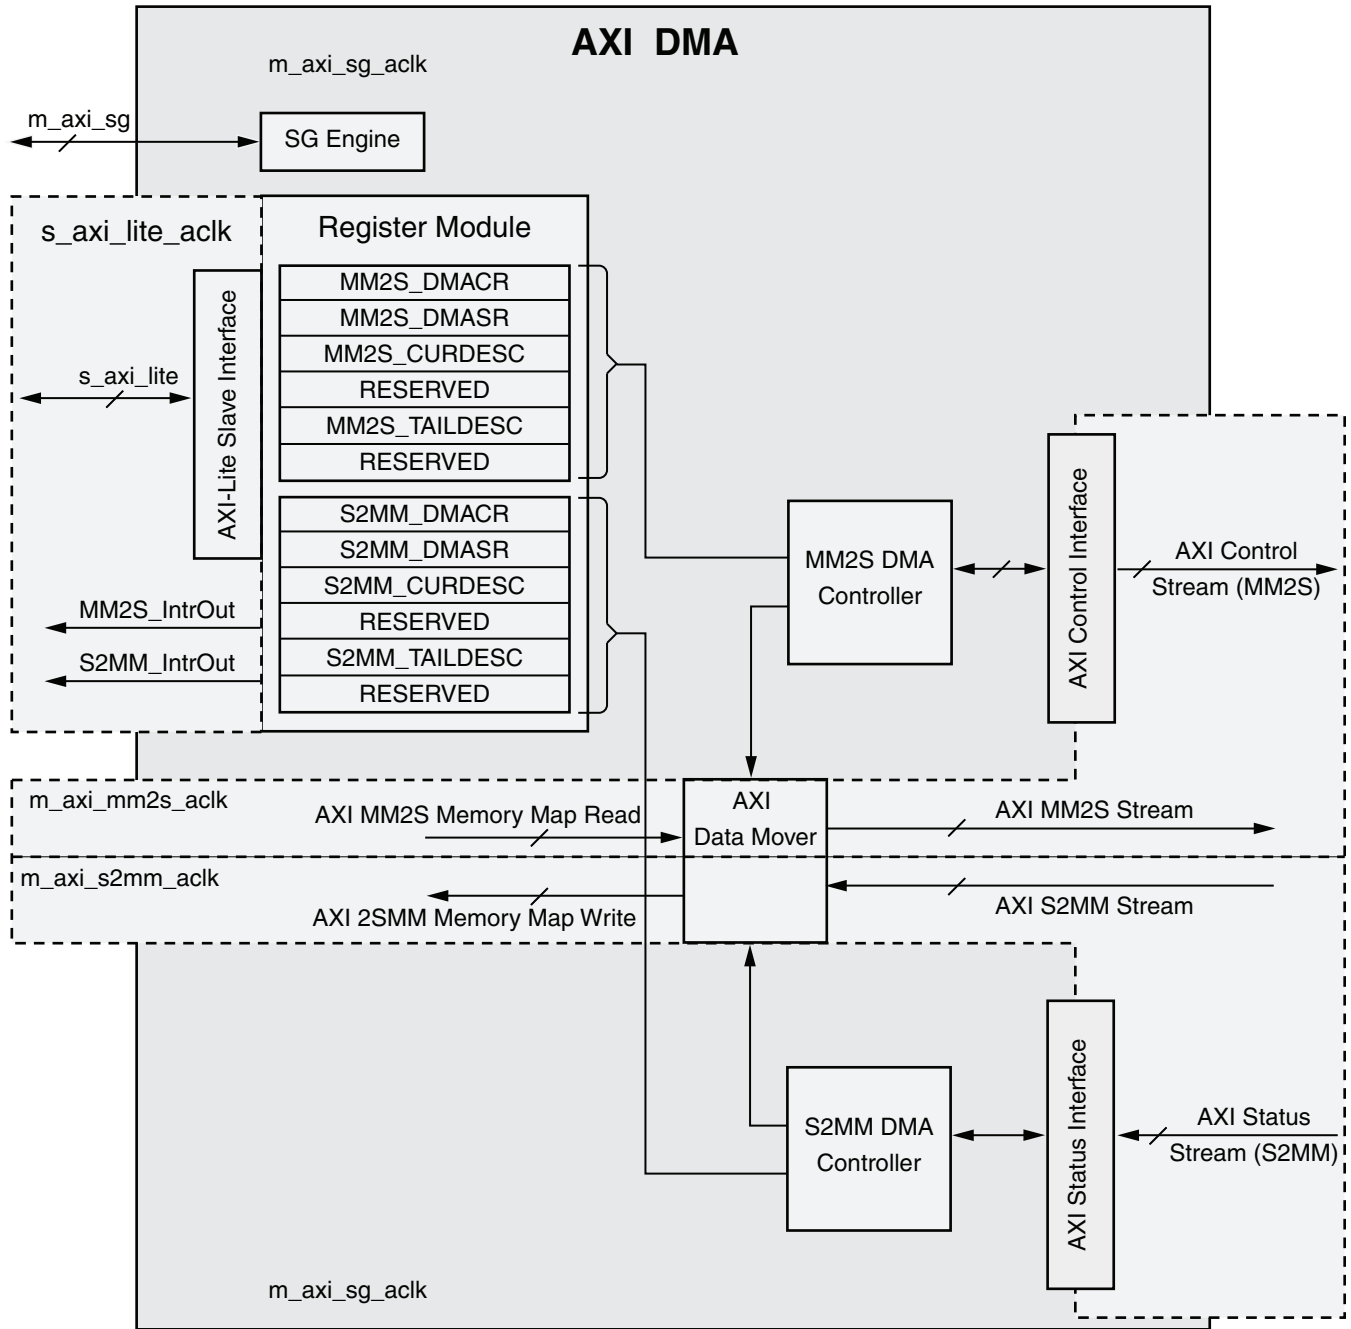 AXI DMA
m_axi_sg_aclk
m_axi_sg
SG Engine
s_axi_lite_aclk
Register Module
MM2S_DMACR
MM2S_DMASR
MM2S_CURDESC
RESERVED
MM2S_TAILDESC
RESERVED
AXI-Lite Slave Interface
s_axi_lite
S2MM_DMACR
S2MM_DMASR
S2MM_CURDESC
RESERVED
S2MM_TAILDESC
RESERVED
MM2S_IntrOut
S2MM_IntrOut
MM2S DMA
Controller
AXI Control Interface
AXI Control
Stream (MM2S)
m_axi_mm2s_aclk
AXI MM2S Memory Map Read
AXI
Data Mover
AXI MM2S Stream
m_axi_s2mm_aclk
AXI 2SMM Memory Map Write
AXI S2MM Stream
S2MM DMA
Controller
AXI Status Interface
AXI Status
Stream (S2MM)
m_axi_sg_aclk